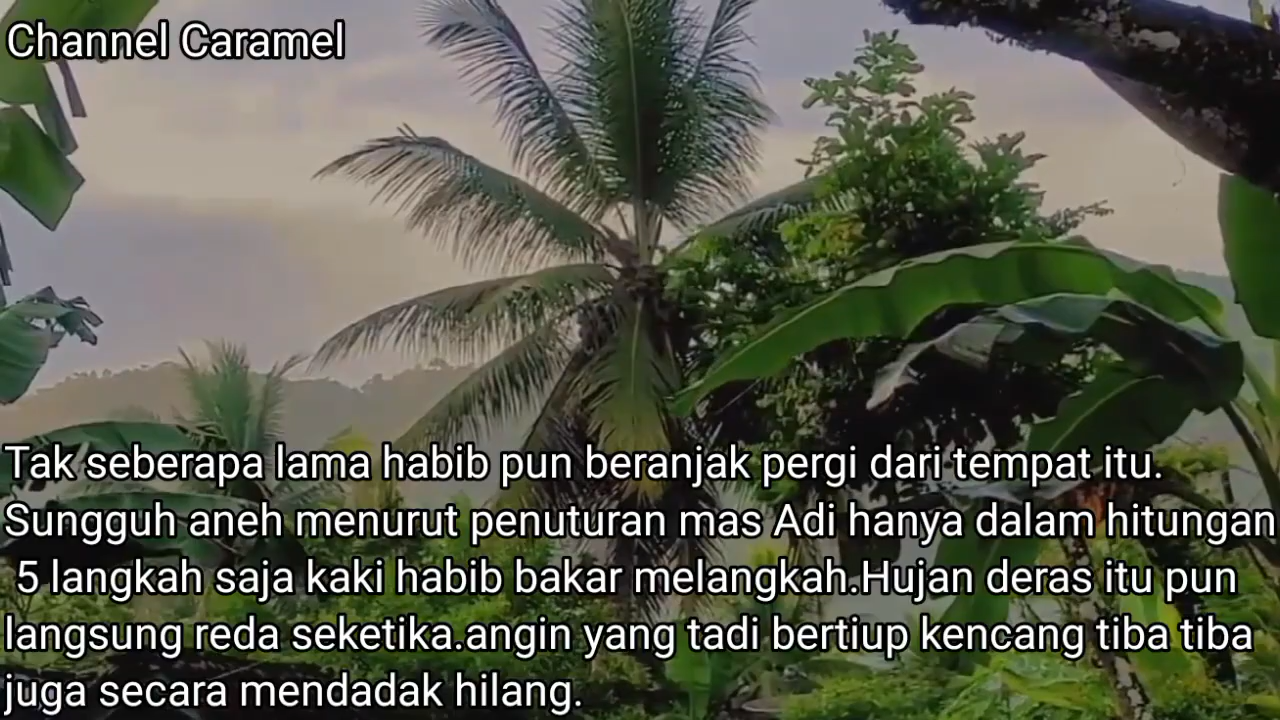 Channel Caramel
Tak seberapa lama habib pun beranjak pergi dari tempat itu.
Sungguh aneh menurut penuturan mas Adi hanya dalam hitungan
5 langkah saja kaki habib bakar melangkah.Hujan deras itu pun
langsung reda seketika.angin yang tadi bertiup kencang tiba tiba
juga secara mendadak hilang.